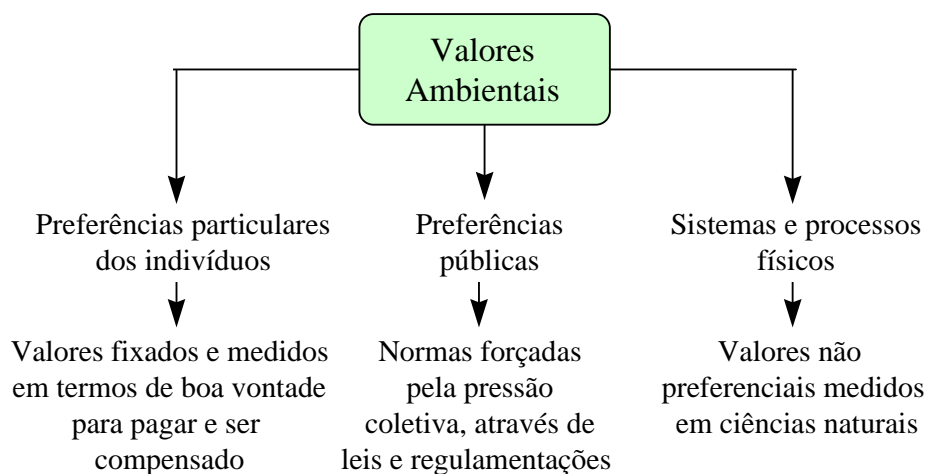 Valores
Ambientais
Preferências particulares
dos indivíduos
Preferências
públicas
Sistemas e processos
físicos
Valores fixados e medidos
em termos de boa vontade
para pagar e ser
compensado
Normas forçadas
pela pressão
coletiva, através de
leis e regulamentações
Valores não
preferenciais medidos
em ciências naturais